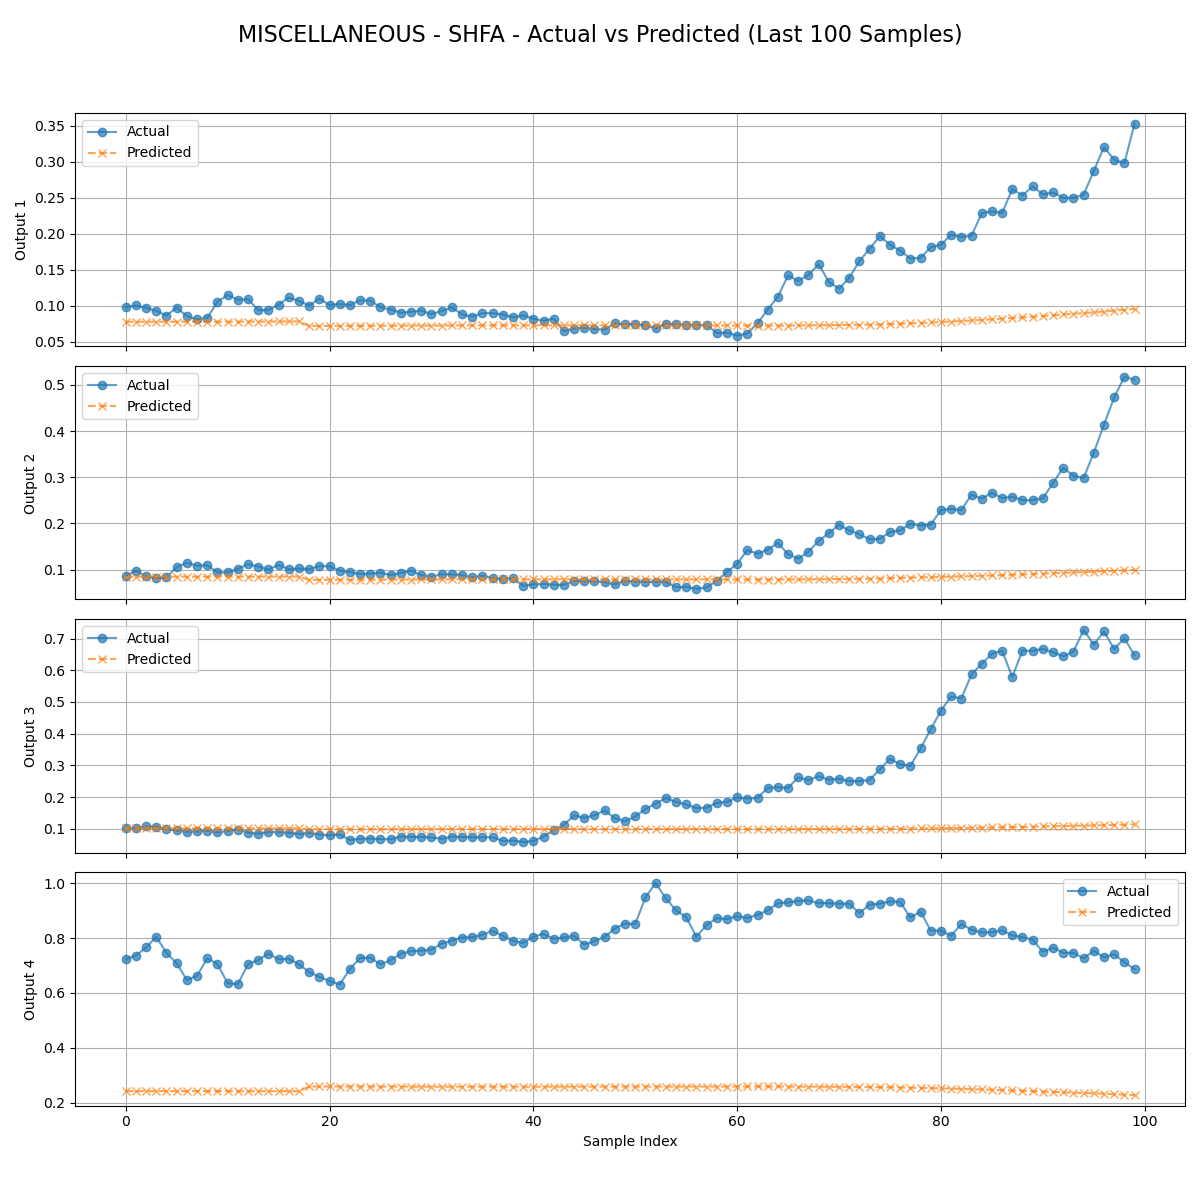 MISCELLANEOUS - SHFA - Actual vs Predicted (Last 100 Samples)
Actual
Predicted
0.35
0.30
0.25
0.20
0.15
0.10
0.05
Output 1
Actual
Predicted
0.5
0.4
0.3
0.2
0.1
Output 2
Actual
Predicted
0.7
0.6
0.5
0.4
0.3
0.2
0.1
Output 3
Actual
Predicted
1.0
0.8
0.6
0.4
0.2
Output 4
0 20 40 60 80 100
Sample Index